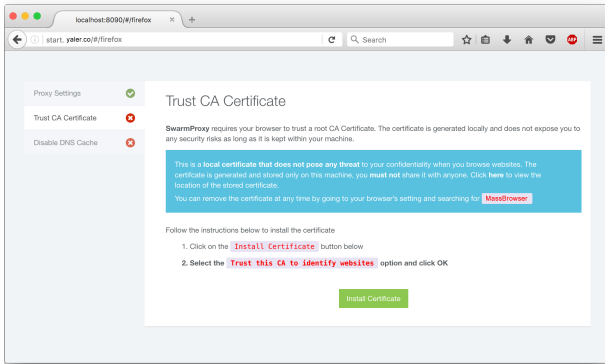 localhost:8090/#/firefox
start.yaler.co/#/firefox
Search
ABP
Proxy Settings
Trust CA Certificate
Disable DNS Cache
Trust CA Certificate
SwarmProxy requires your browser to trust a root CA Certificate. The certificate is generated locally and does not expose you to
any security risks as long as it is kept within your machine.
This is a local certificate that does not pose any threat to your confidentiality when you browse websites. The
certificate is generated and stored only on this machine, you must not share it with anyone. Click here to view the
location of the stored certificate.
You can remove the certificate at any time by going to your browser's setting and searching for MassBrowser
Follow the instructions below to install the certificate
1. Click on the Install Certificate button below
2. Select the Trust this CA to identify websites option and click OK
Install Certificate